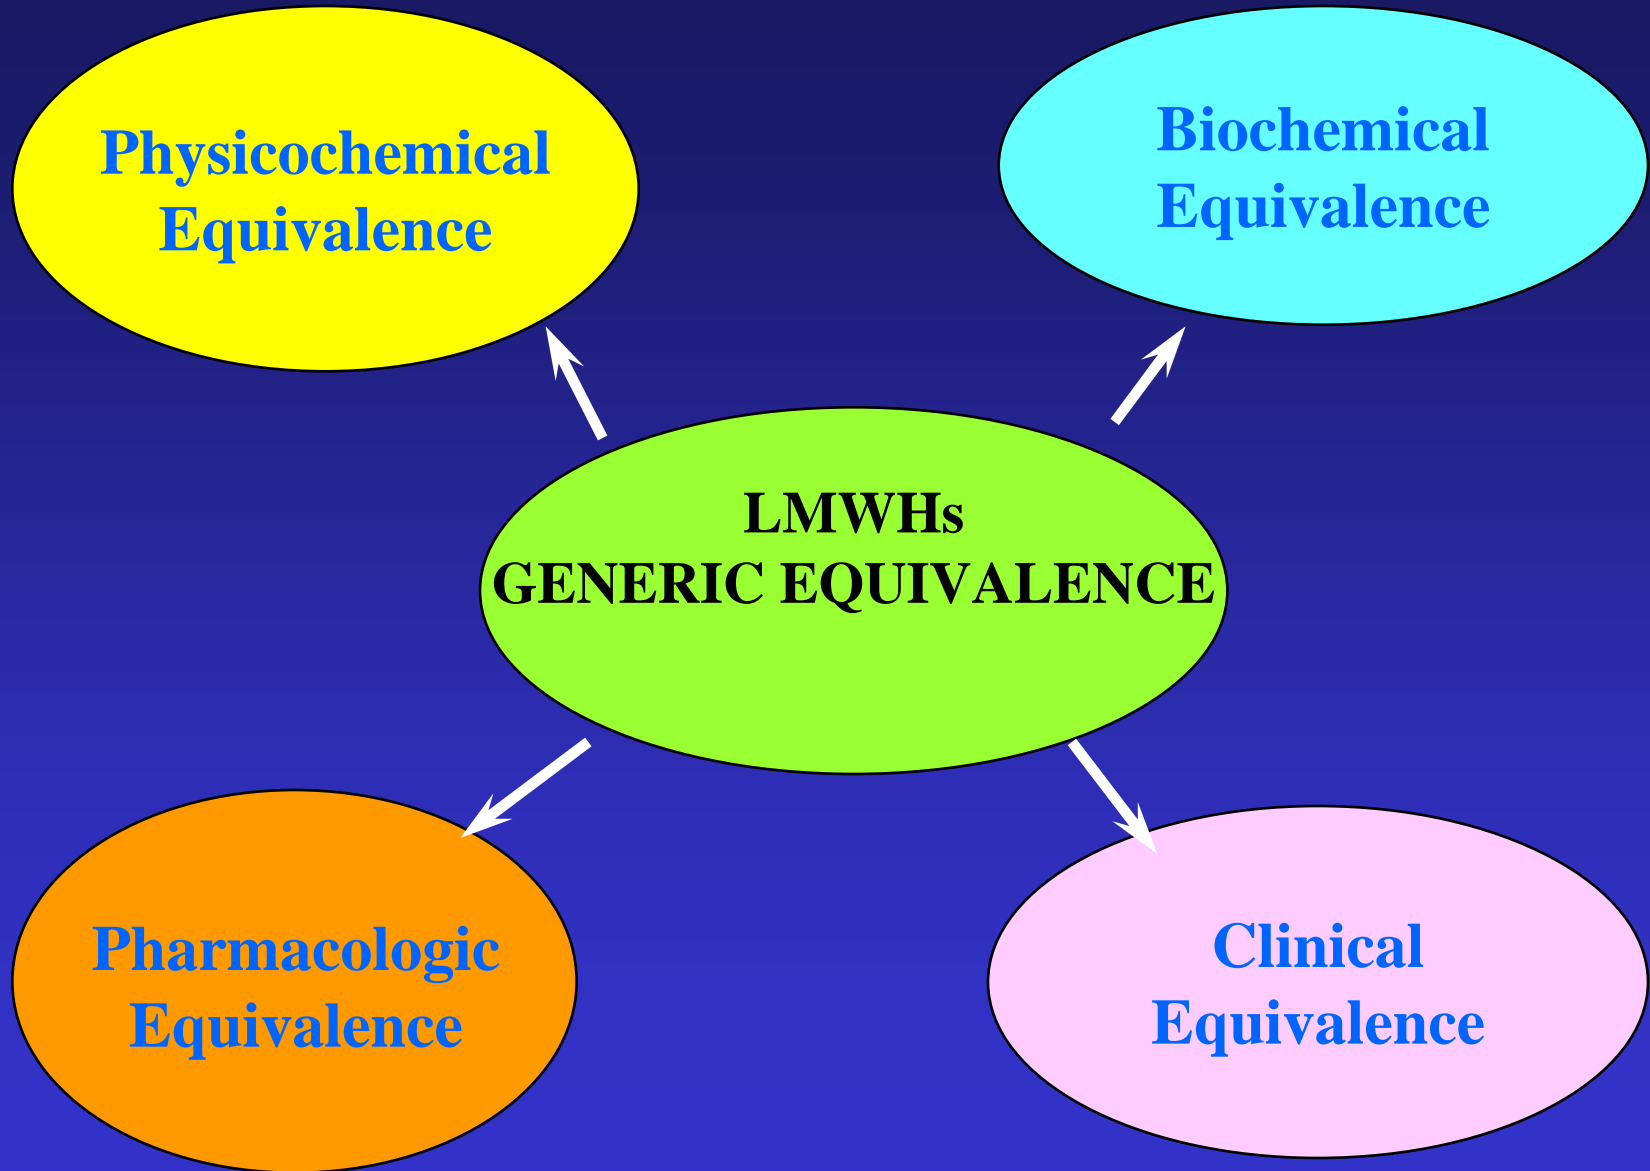 Physicochemical
Equivalence
Biochemical
Equivalence
LMWHs
GENERIC EQUIVALENCE
Pharmacologic
Equivalence
Clinical
Equivalence